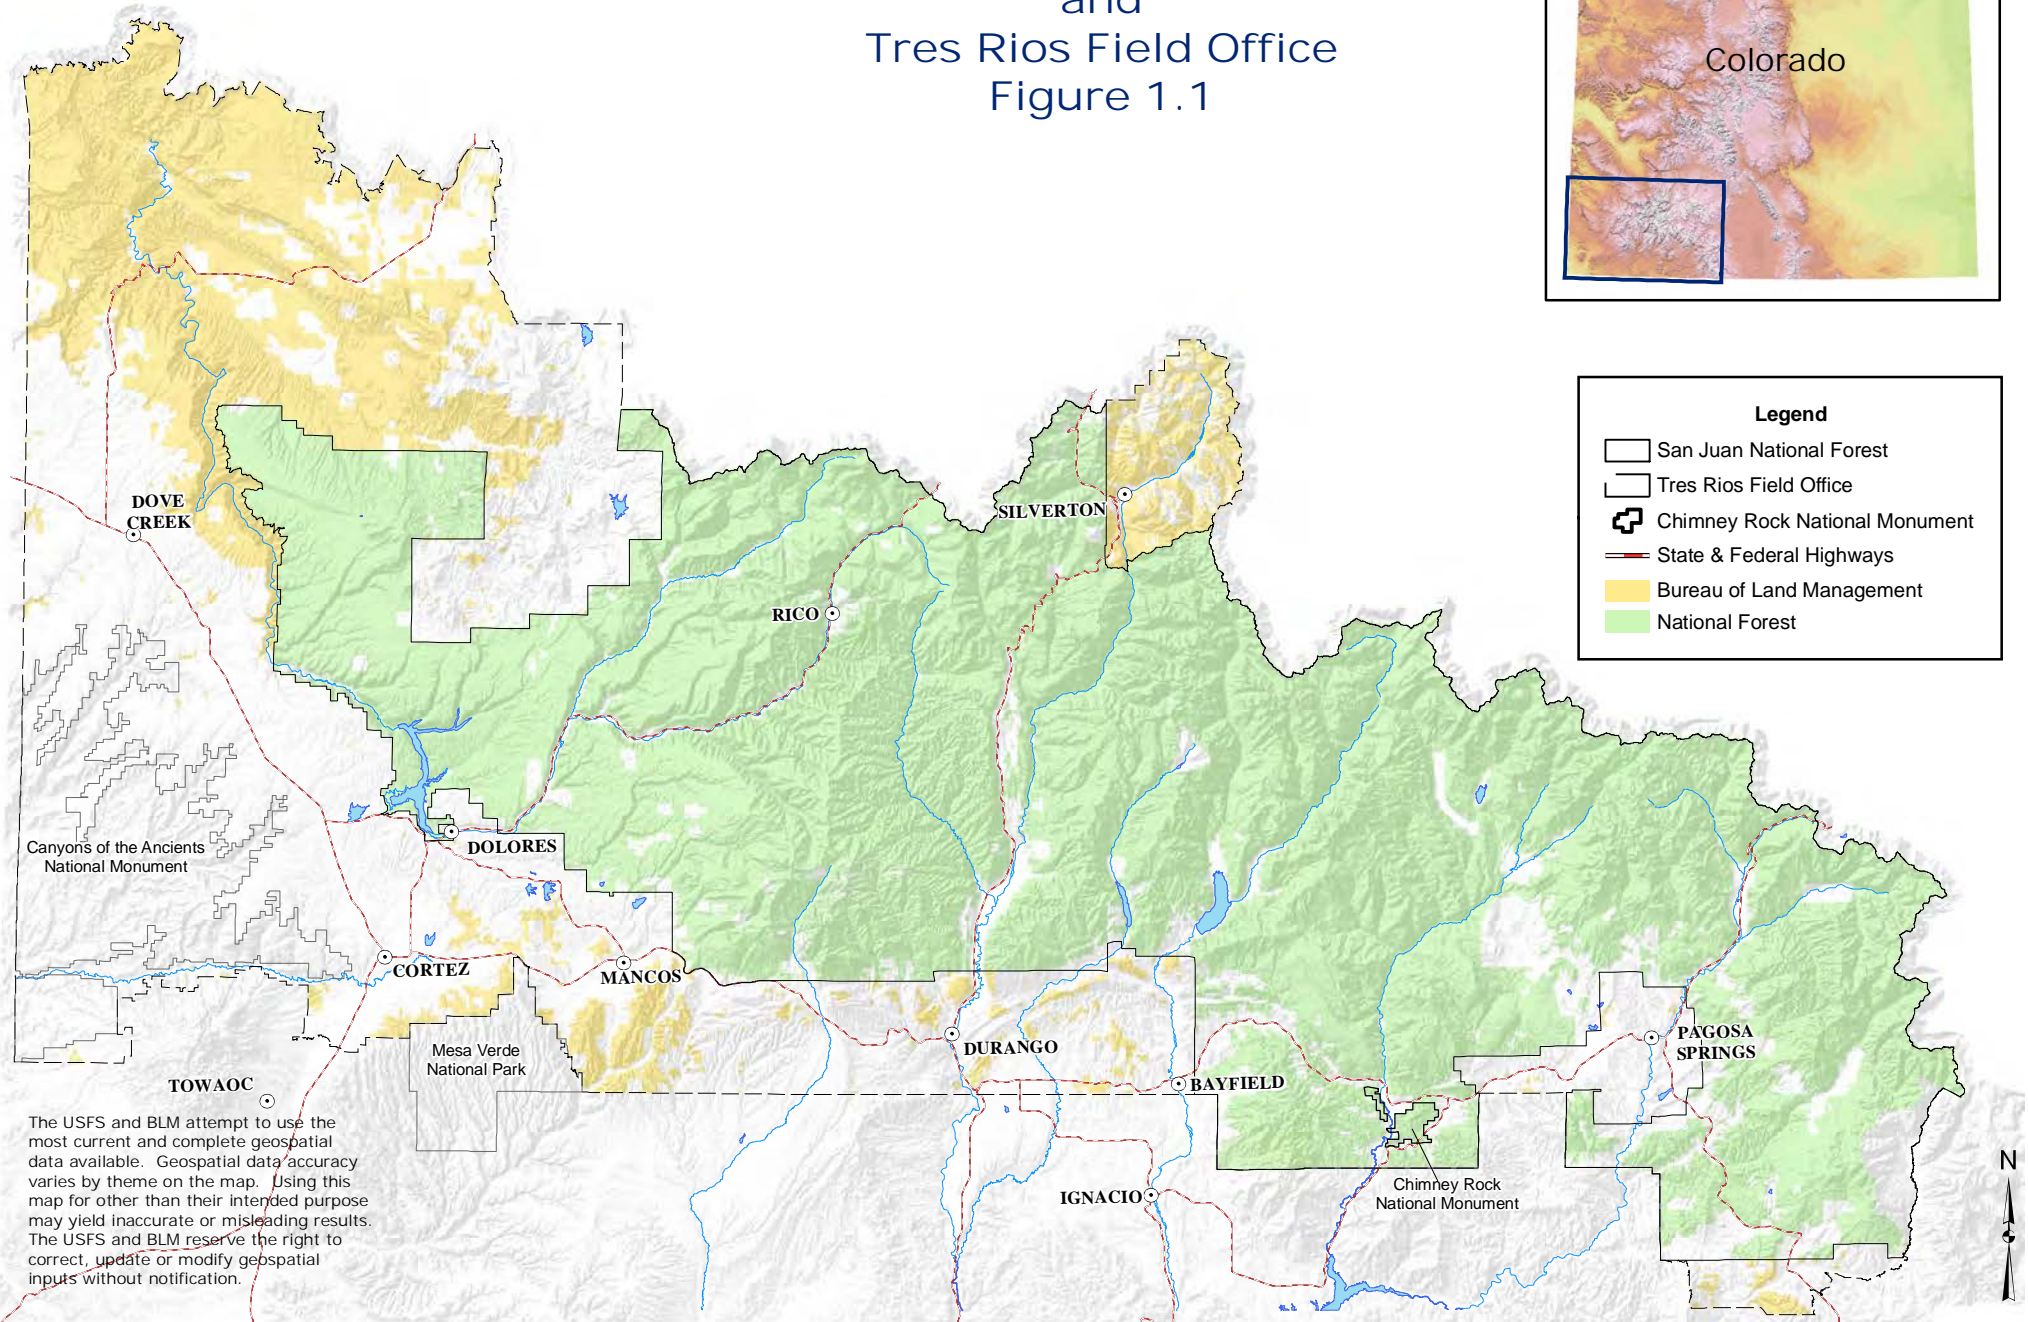 and
Tres Rios Field Office
Figure 1.1
Colorado
Legend
San Juan National Forest
Tres Rios Field Office
Chimney Rock National Monument
State & Federal Highways
Bureau of Land Management
National Forest
DOVE
CREEK
SILVERTON
RICO
DOLORES
Canyons of the Ancients
National Monument
CORTEZ
MANCOS
DURANGO
PAGOSA
SPRINGS
Mesa Verde
National Park
BAYFIELD
TOWAOC
IGNACIO
Chimney Rock
National Monument
The USFS and BLM attempt to use the
most current and complete geospatial
data available. Geospatial data accuracy
varies by theme on the map. Using this
map for other than their intended purpose
may yield inaccurate or misleading results.
The USFS and BLM reserve the right to
correct, update or modify geospatial
inputs without notification.
N